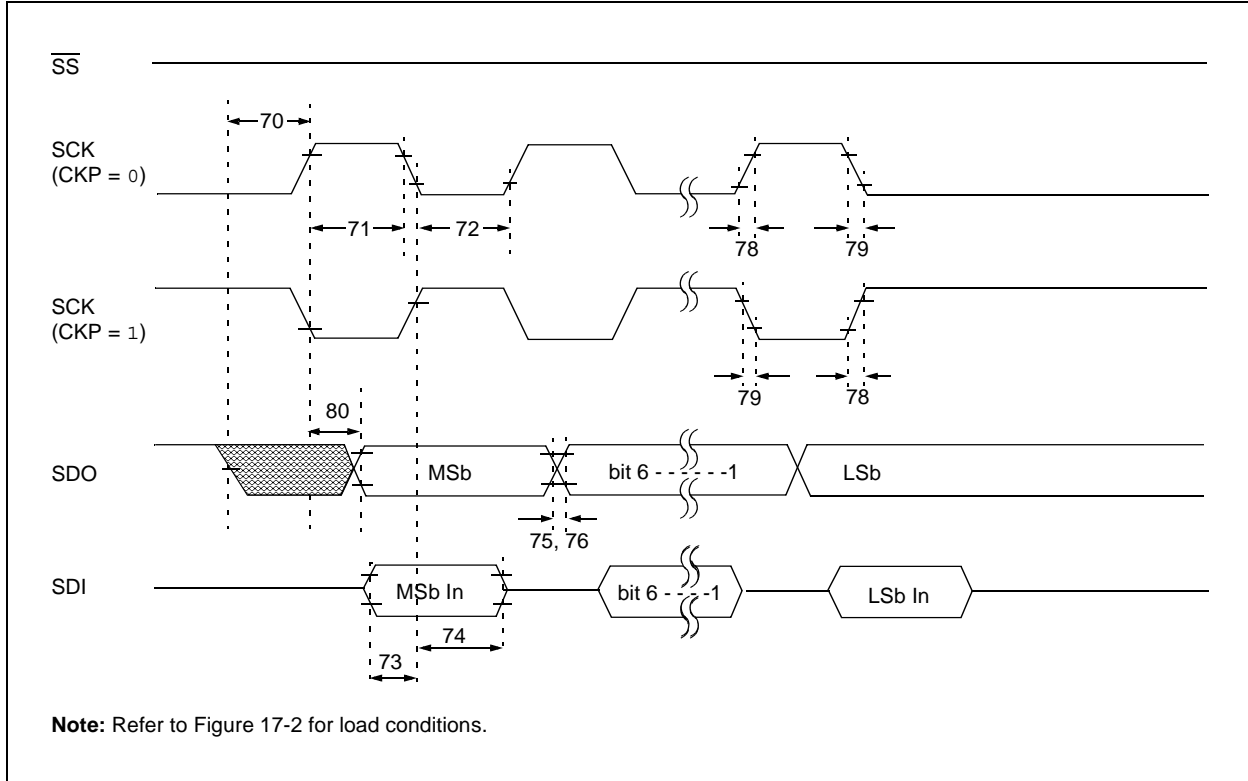 SS
70
SCK
(CKP = 0)
71
72
78
79
SCK
(CKP = 1)
79
78
80
SDO
MSb
bit 6 - - - - - -1
LSb
75, 76
SDI
MSb In
bit 6 - - - - -1
LSb In
74
73
Note: Refer to Figure 17-2 for load conditions.